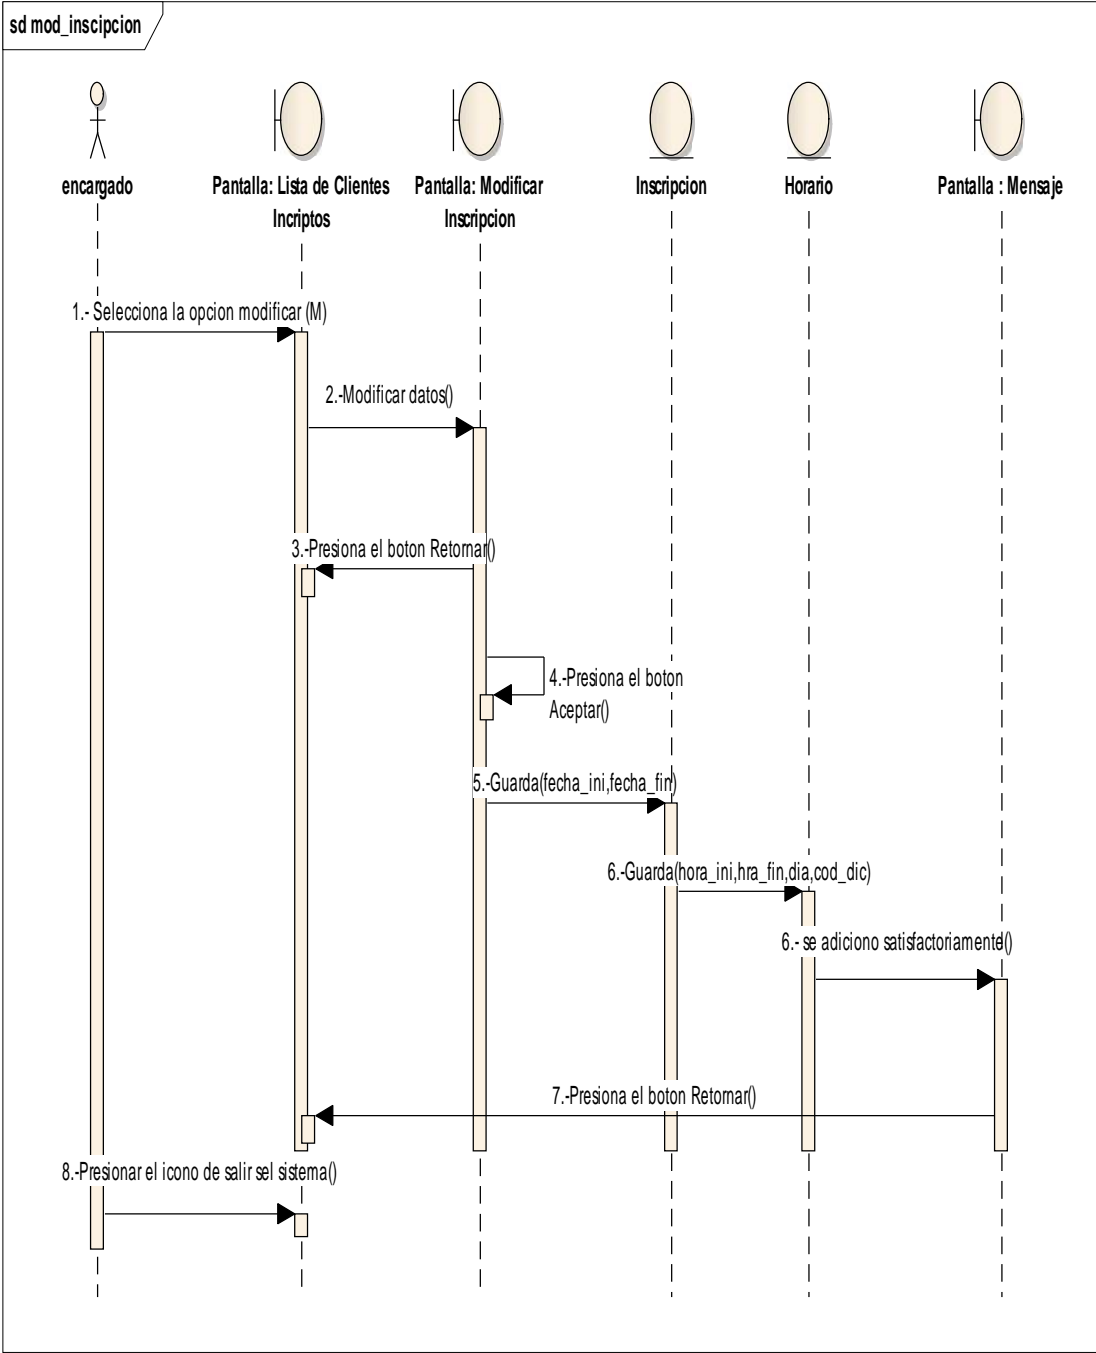 sd mod_inscipcion
encargado
Pantalla: Lista de Clientes
Incriptos
Pantalla: Modificar
Inscripcion
Inscripcion
Horario
Pantalla : Mensaje
1.- Selecciona la opcion modificar (M)
2.-Modificar datos()
3.-Presiona el boton Retornar()
4.-Presiona el boton
Aceptar()
5.-Guarda(fecha_ini,fecha_fin)
6.-Guarda(hora_ini,hra_fin,dia,cod_dic)
6.- se adiciono satisfactoriamente()
7.-Presiona el boton Retornar()
8.-Presionar el icono de salir sel sistema()